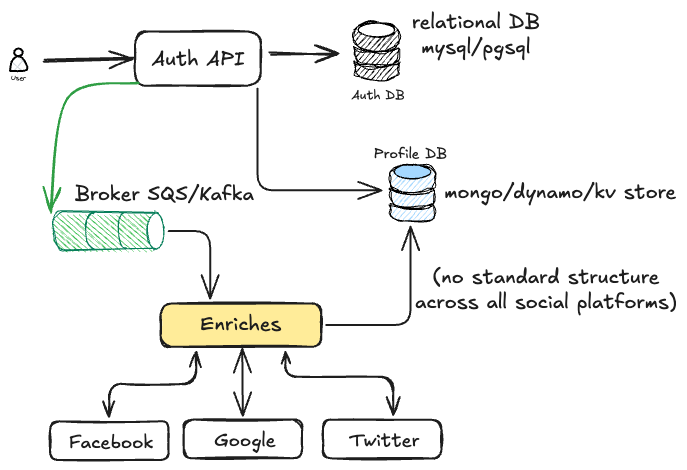 relational DB
mysql/pgsql
User
Auth API
Auth DB
Profile DB
Broker SQS/Kafka
mongo/dynamo/kv store
(no standard structure
across all social platforms)
Enriches
Facebook
Google
Twitter